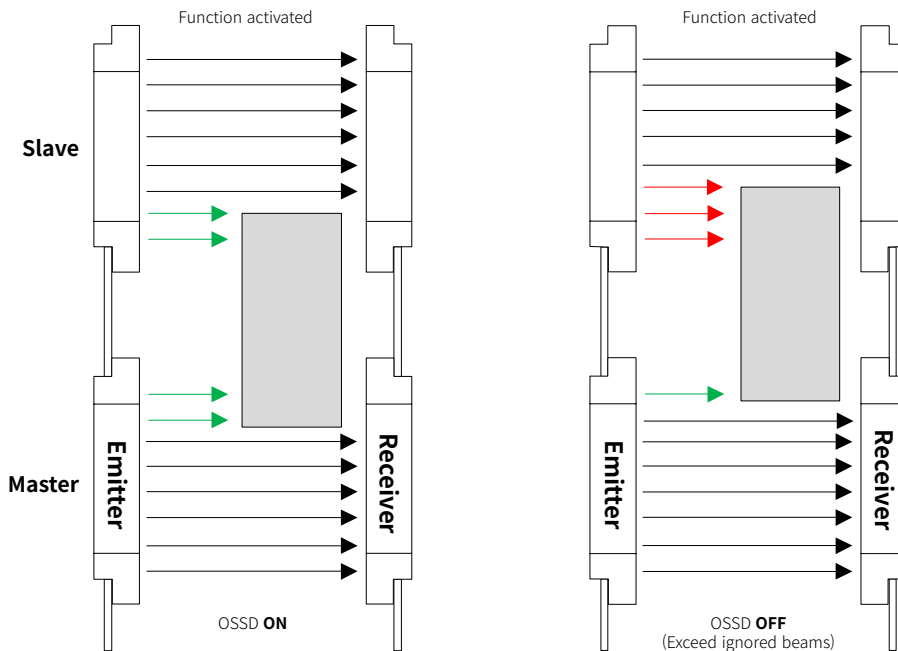 Function activated
Function activated
Slave
Emitter
Receiver
Emitter
Receiver
Master
OSSD ON
OSSD OFF
(Exceed ignored beams)